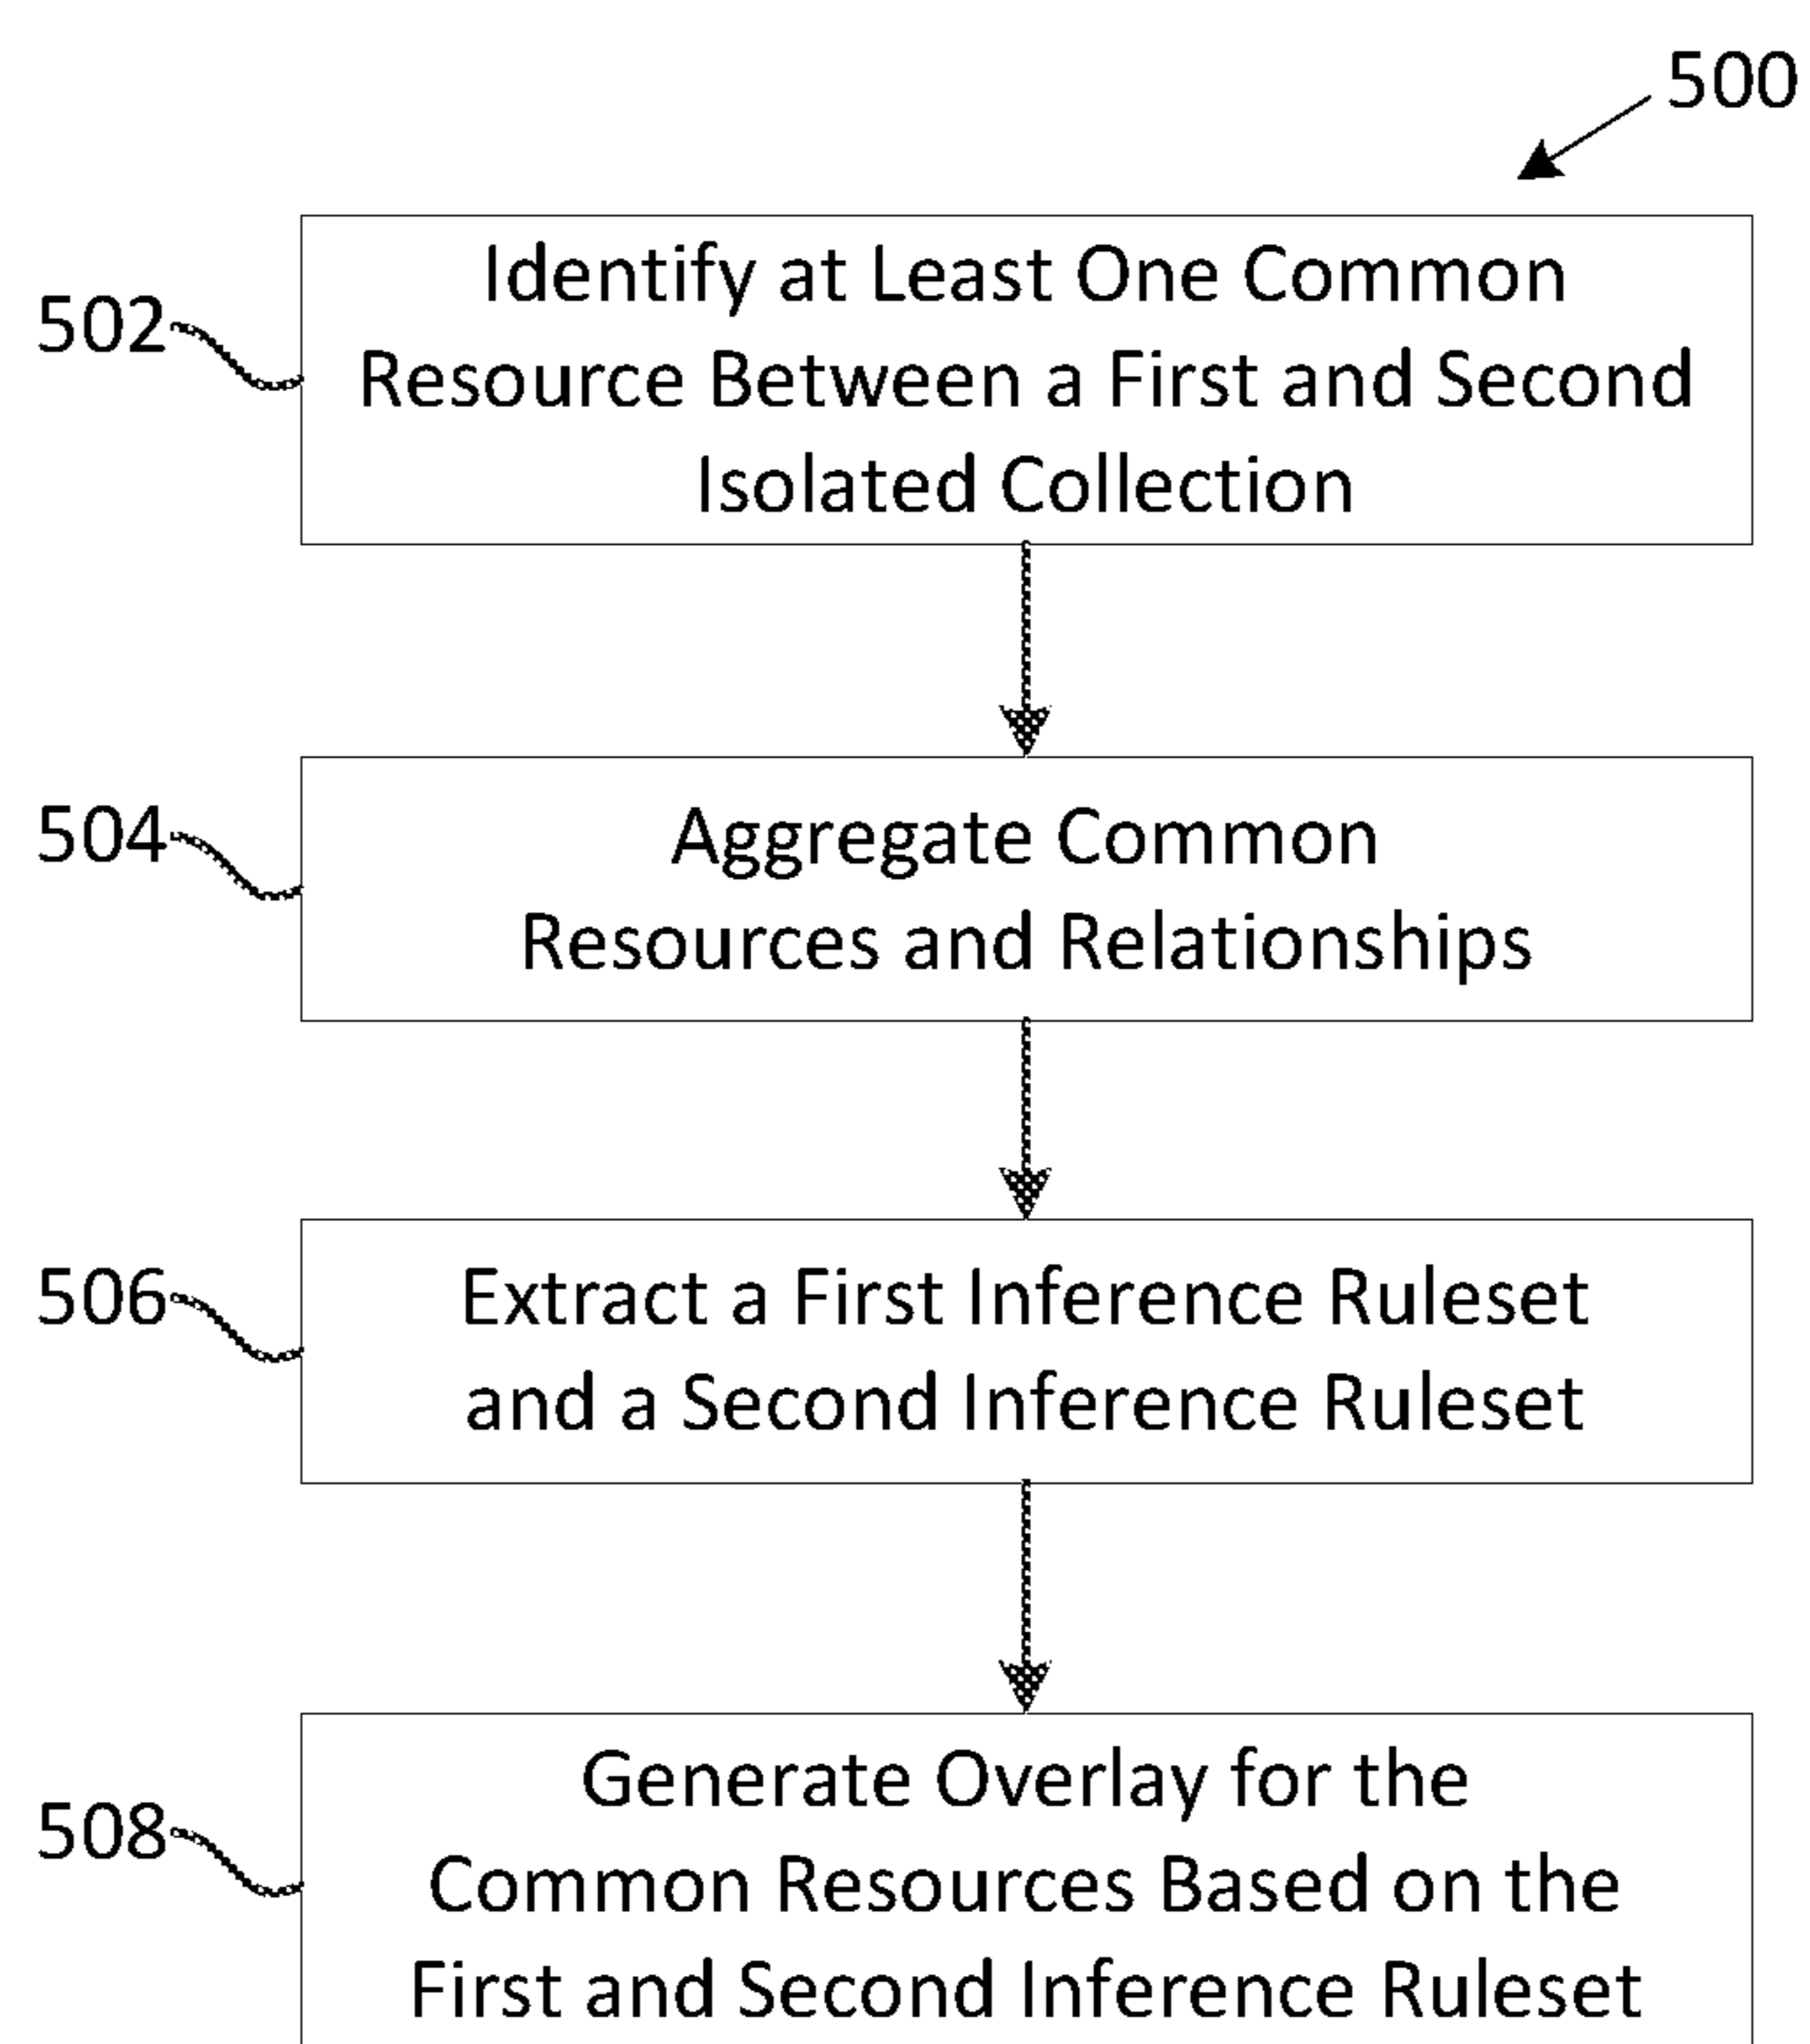 500
502
Identify at Least One Common
Resource Between a First and Second
Isolated Collection
504
Aggregate Common
Resources and Relationships
506
Extract a First Inference Ruleset
and a Second Inference Ruleset
508
Generate Overlay for the
Common Resources Based on the
First and Second Inference Ruleset